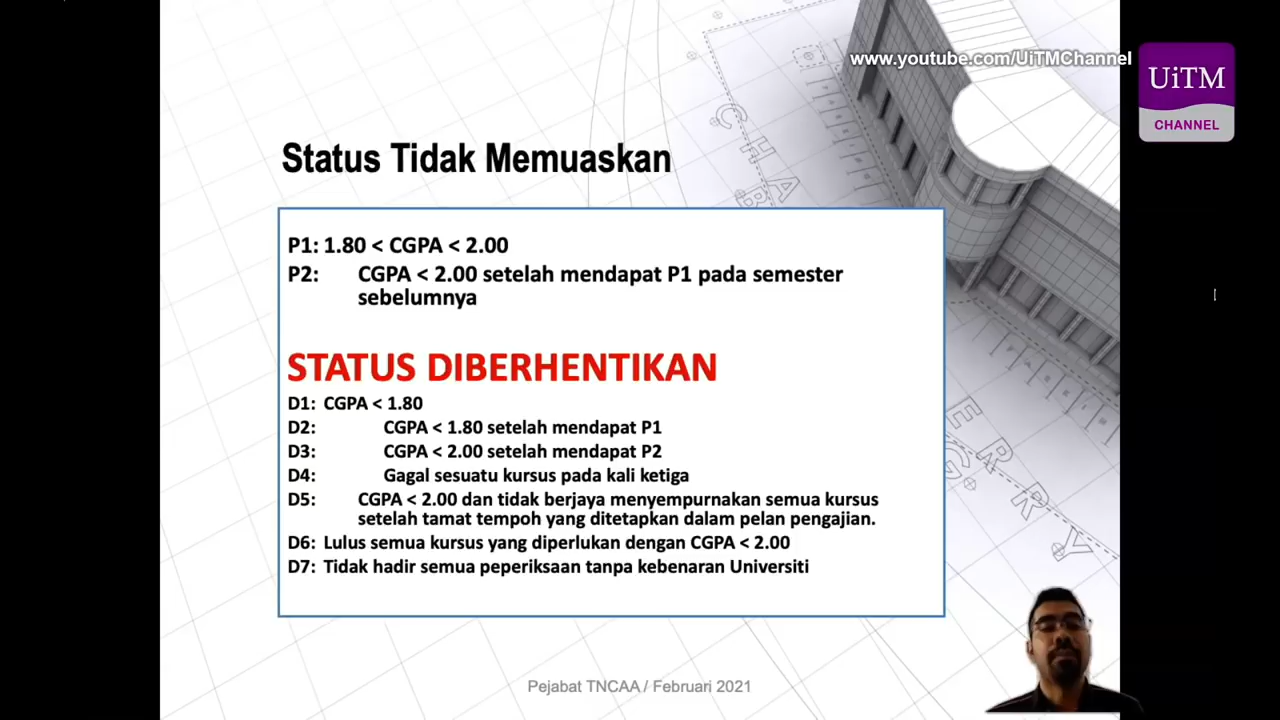 www.youtube.com/UiTMChannel
UiTM
CHANNEL
Status Tidak Memuaskan
P1: 1.80 < CGPA < 2.00
P2: CGPA < 2.00 setelah mendapat P1 pada semester
sebelumnya
STATUS DIBERHENTIKAN
D1: CGPA < 1.80
D2: CGPA < 1.80 setelah mendapat P1
D3: CGPA < 2.00 setelah mendapat P2
D4: Gagal sesuatu kursus pada kali ketiga
D5: CGPA < 2.00 dan tidak berjaya menyempurnakan semua kursus
setelah tamat tempoh yang ditetapkan dalam pelan pengajian.
D6: Lulus semua kursus yang diperlukan dengan CGPA < 2.00
D7: Tidak hadir semua peperiksaan tanpa kebenaran Universiti
Pejabat TNCAA / Februari 2021